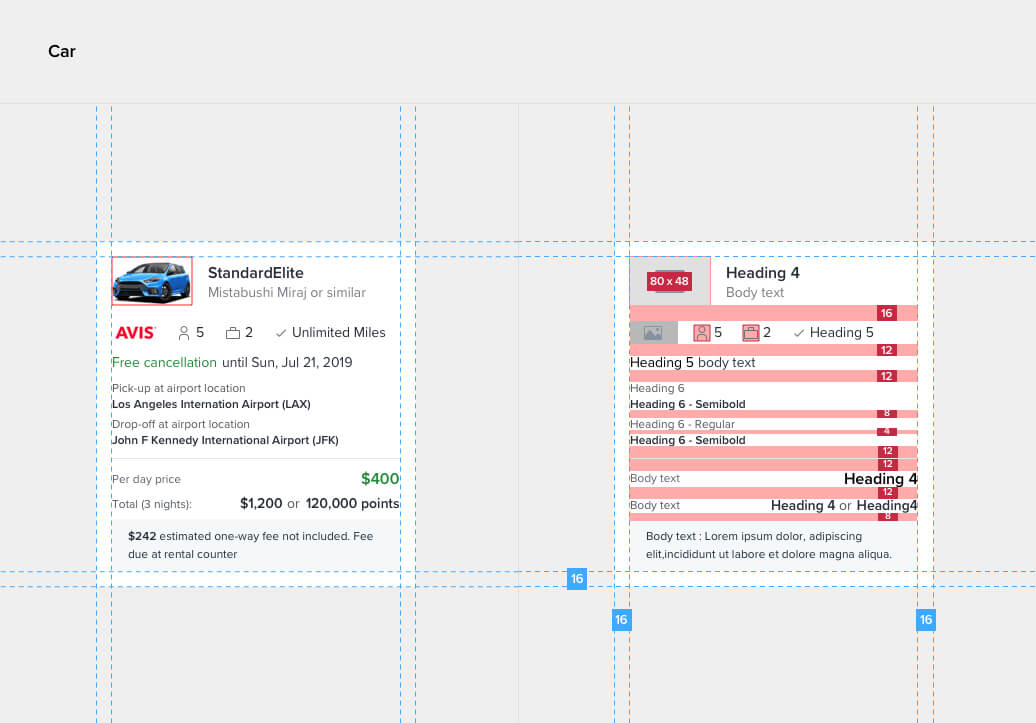 Car
StandardElite
Mistabushi Miraj or similar
AVIS 5 2 Unlimited Miles
Free cancellation until Sun, Jul 21, 2019
Pick-up at airport location
Los Angeles Internation Airport (LAX)
Drop-off at airport location
John F Kennedy International Airport (JFK)
Per day price $400
Total (3 nights): $1,200 or 120,000 points
$242 estimated one-way fee not included. Fee
due at rental counter
80 x 48
Heading 4
Body text
16
5 2 Heading 5
12
Heading 5 body text
12
Heading 6
Heading 6 - Semibold
8
Heading 6 - Regular
4
Heading 6 - Semibold
12
12
Body text Heading 4
12
Body text Heading 4 or Heading4
8
Body text : Lorem ipsum dolor, adipiscing
elit,incididunt ut labore et dolore magna aliqua.
16
16 16